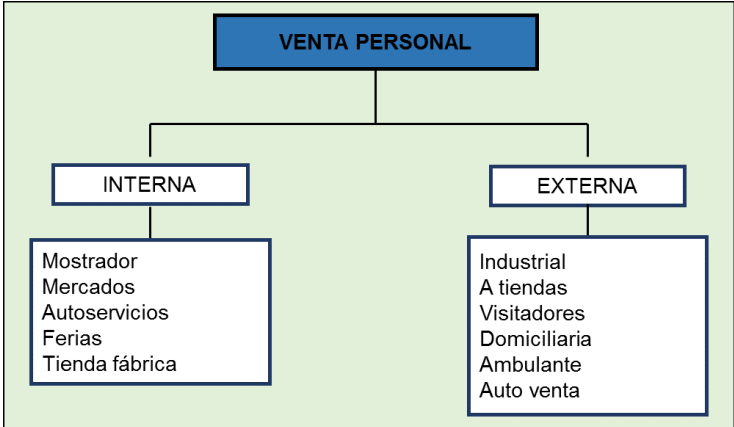 VENTA PERSONAL
INTERNA
Mostrador
Mercados
Autoservicios
Ferias
Tienda fábrica
EXTERNA
Industrial
A tiendas
Visitadores
Domiciliaria
Ambulante
Auto venta